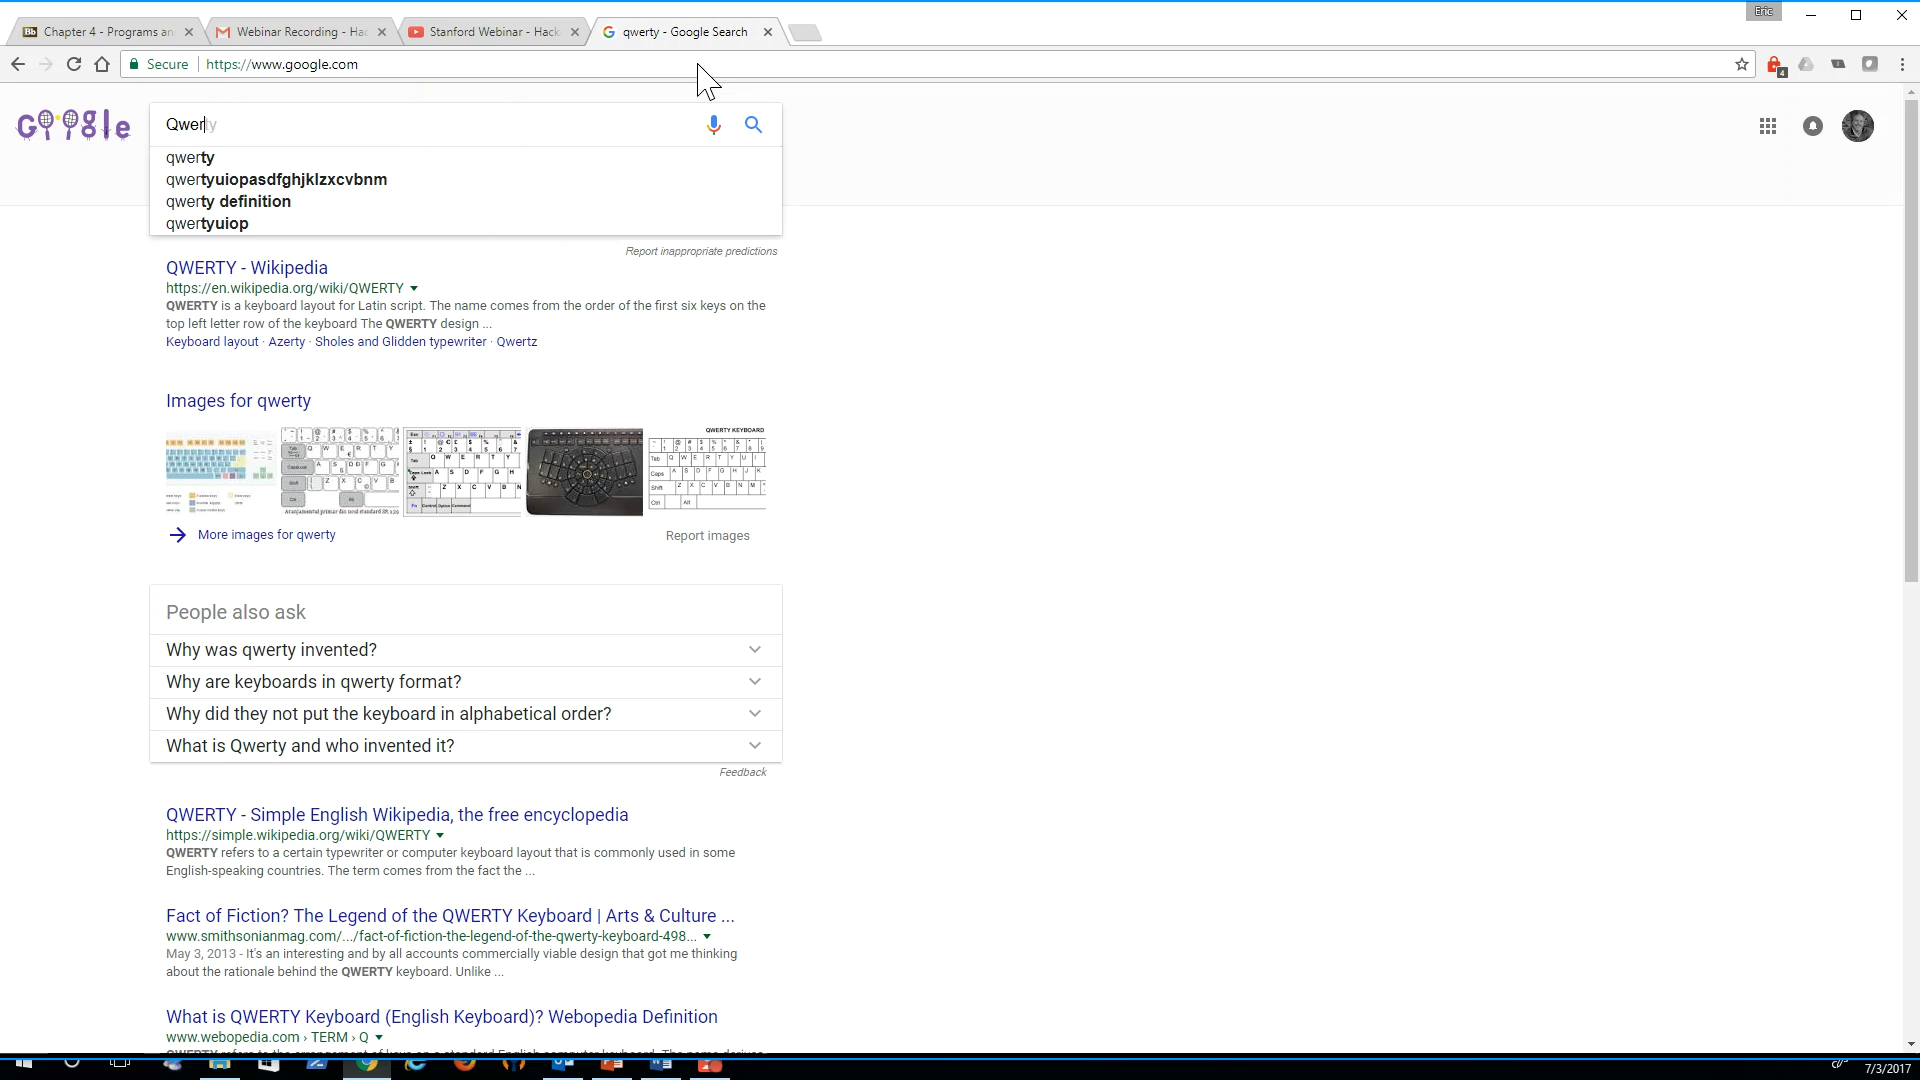 Eric
Chapter 4 - Programs an
Webinar Recording - Hac
Stanford Webinar - Hack
qwerty - Google Search
Secure
https://www.google.com
4
Google
Qwerty
qwerty
qwertyuiopasdfghjklzxcvbnm
qwerty definition
qwertyuiop
Report inappropriate predictions
QWERTY - Wikipedia
https://en.wikipedia.org/wiki/QWERTY
QWERTY is a keyboard layout for Latin script. The name comes from the order of the first six keys on the
top left letter row of the keyboard The QWERTY design ...
Keyboard layout · Azerty · Sholes and Glidden typewriter · Qwertz
Images for qwerty
QWERTY KEYBOARD
More images for qwerty
Report images
People also ask
Why was qwerty invented?
Why are keyboards in qwerty format?
Why did they not put the keyboard in alphabetical order?
What is Qwerty and who invented it?
Feedback
QWERTY - Simple English Wikipedia, the free encyclopedia
https://simple.wikipedia.org/wiki/QWERTY
QWERTY refers to a certain typewriter or computer keyboard layout that is commonly used in some
English-speaking countries. The term comes from the fact the ...
Fact of Fiction? The Legend of the QWERTY Keyboard | Arts & Culture ...
www.smithsonianmag.com/.../fact-of-fiction-the-legend-of-the-qwerty-keyboard-498...
May 3, 2013 - It's an interesting and by all accounts commercially viable design that got me thinking
about the rationale behind the QWERTY keyboard. Unlike ...
What is QWERTY Keyboard (English Keyboard)? Webopedia Definition
www.webopedia.com › TERM › Q
7/3/2017